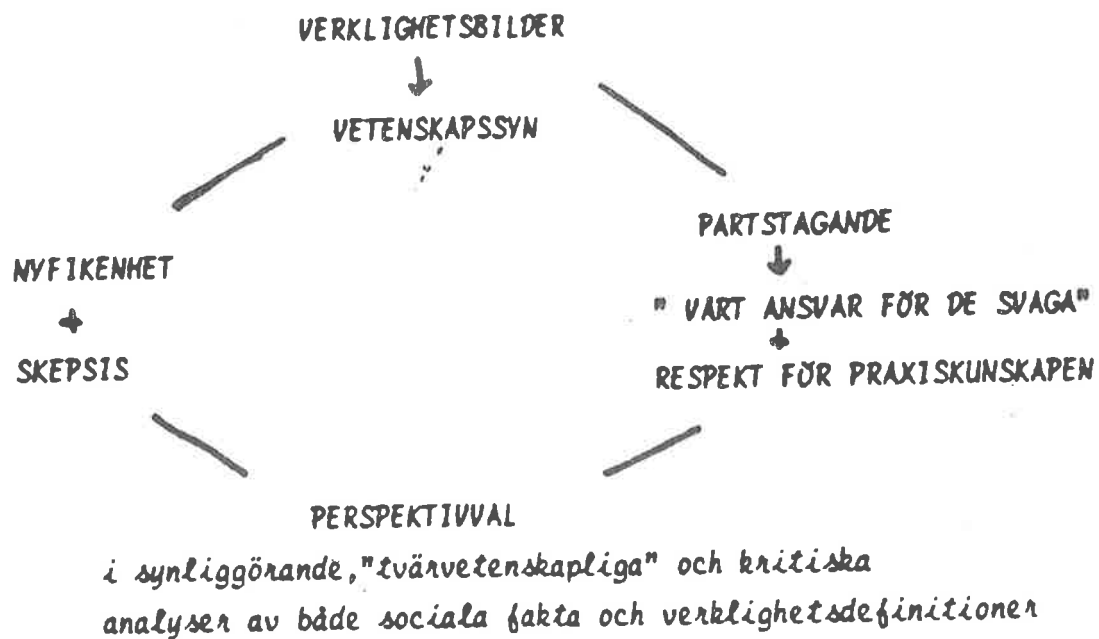 VERKLIGHETSBILDER
↓
VETENSKAPSSYN
NYFIKENHET
+
SKEPSIS
PARTSTAGANDE
↓
" VÅRT ANSVAR FÖR DE SVAGA"
+
RESPEKT FÖR PRAXISKUNSKAPEN
PERSPEKTIVVAL
i synliggörande,"tvärvetenskapliga" och kritiska
analyser av både sociala fakta och verklighetsdefinitioner